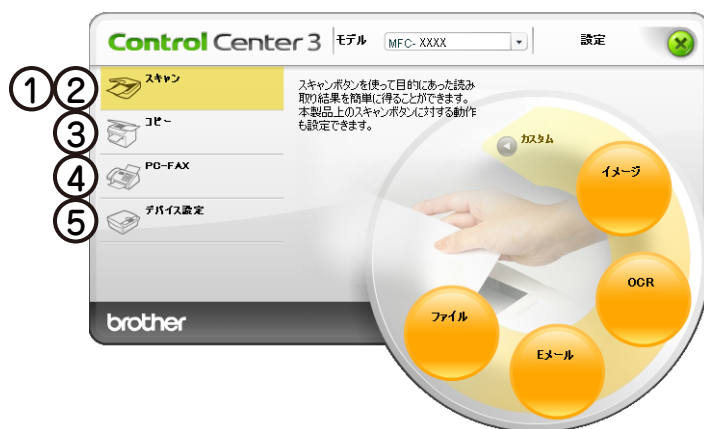 Control Center 3 モデル MFC- XXXX 設定
①② スキャン
③ コピー
④ PC-FAX
⑤ デバイス設定
スキャンボタンを使って目的にあった読み
取り結果を簡単に得ることができます。
本製品上のスキャンボタンに対する動作
も設定できます。
カスタム
イメージ
OCR
Eメール
ファイル
brother